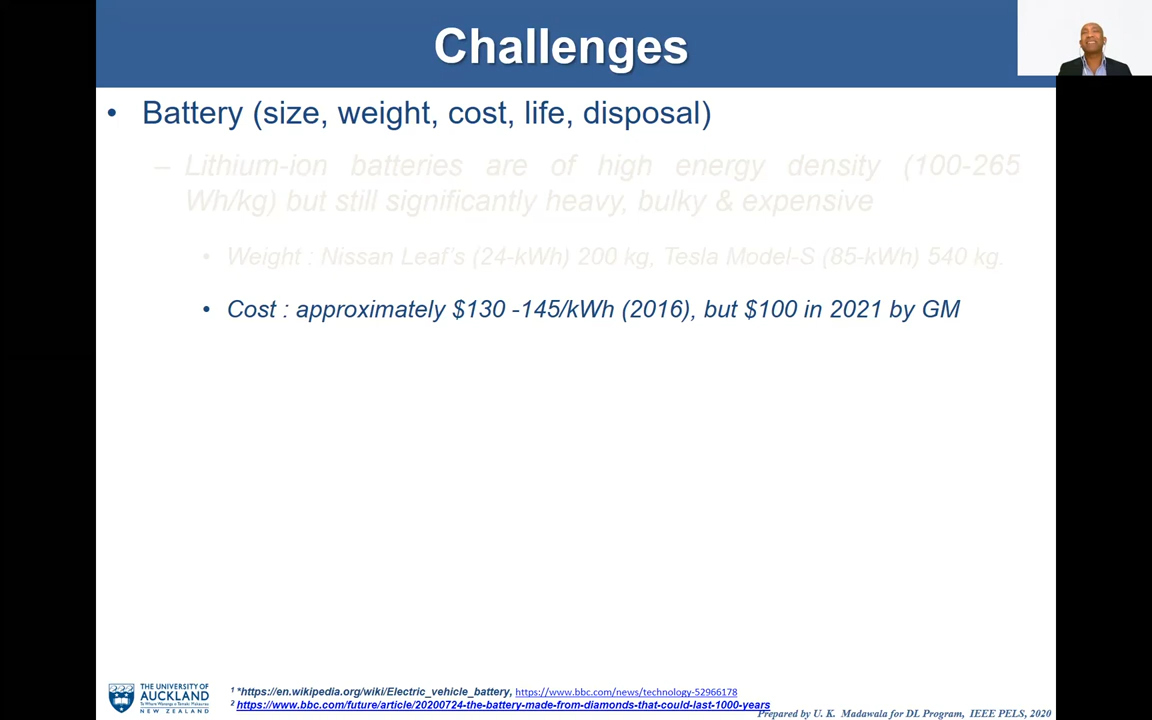 Challenges
• Battery (size, weight, cost, life, disposal)
– Lithium-ion batteries are of high energy density (100-265
Wh/kg) but still significantly heavy, bulky & expensive
• Weight : Nissan Leaf's (24-kWh) 200 kg, Tesla Model-S (85-kWh) 540 kg.
• Cost : approximately $130 -145/kWh (2016), but $100 in 2021 by GM
THE UNIVERSITY OF
AUCKLAND
NEW ZEALAND
1 *https://en.wikipedia.org/wiki/Electric_vehicle_battery, https://www.bbc.com/news/technology-52966178
2 https://www.bbc.com/future/article/20200724-the-battery-made-from-diamonds-that-could-last-1000-years
Prepared by U. K. Madawala for DL Program, IEEE PELS, 2020